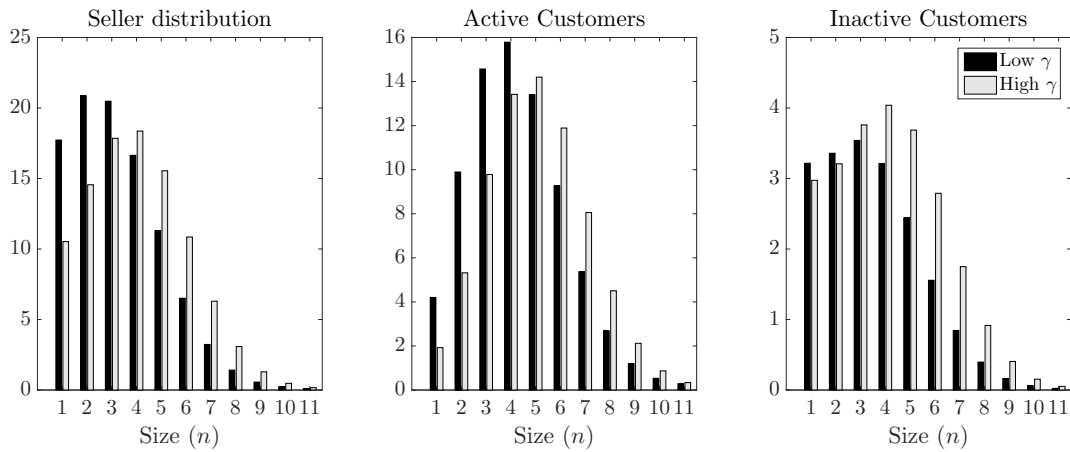 Seller distribution
25
20
15
10
5
0
1 2 3 4 5 6 7 8 9 10 11
Size (n)
Active Customers
16
14
12
10
8
6
4
2
0
1 2 3 4 5 6 7 8 9 10 11
Size (n)
Inactive Customers
5
4
3
2
1
0
1 2 3 4 5 6 7 8 9 10 11
Size (n)
Low γ
High γ